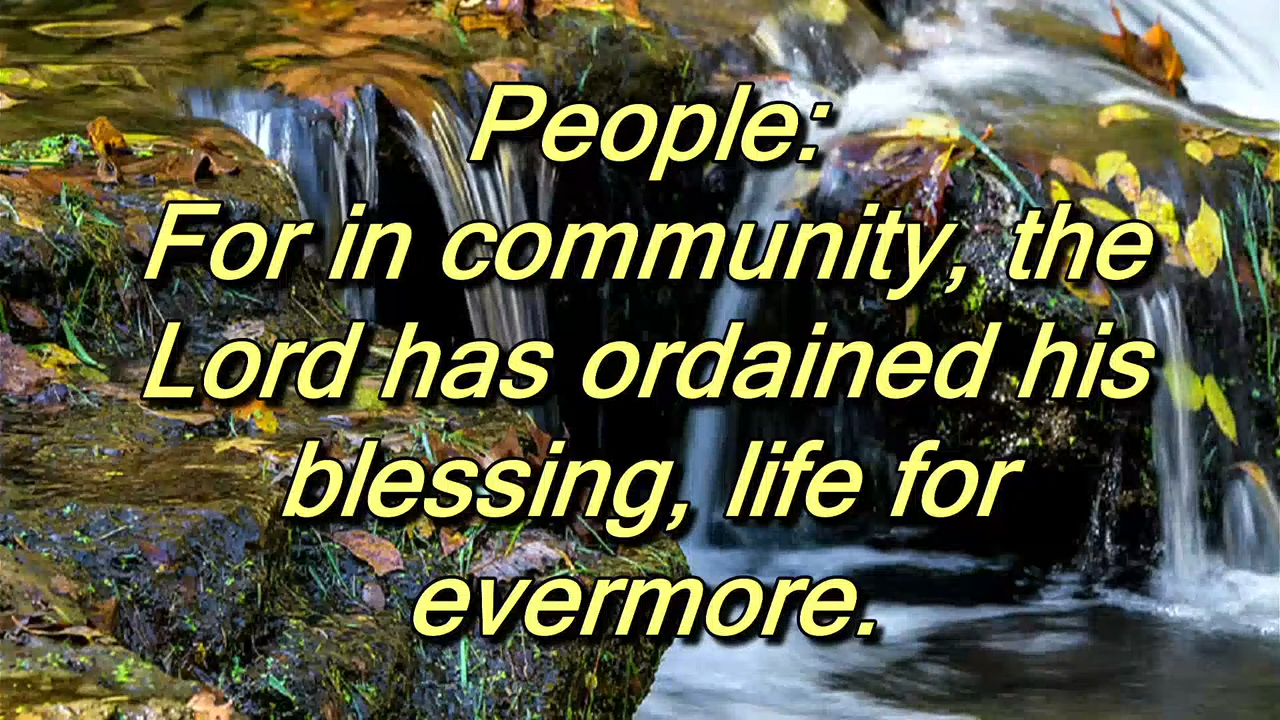 People:
For in community, the
Lord has ordained his
blessing, life for
evermore.